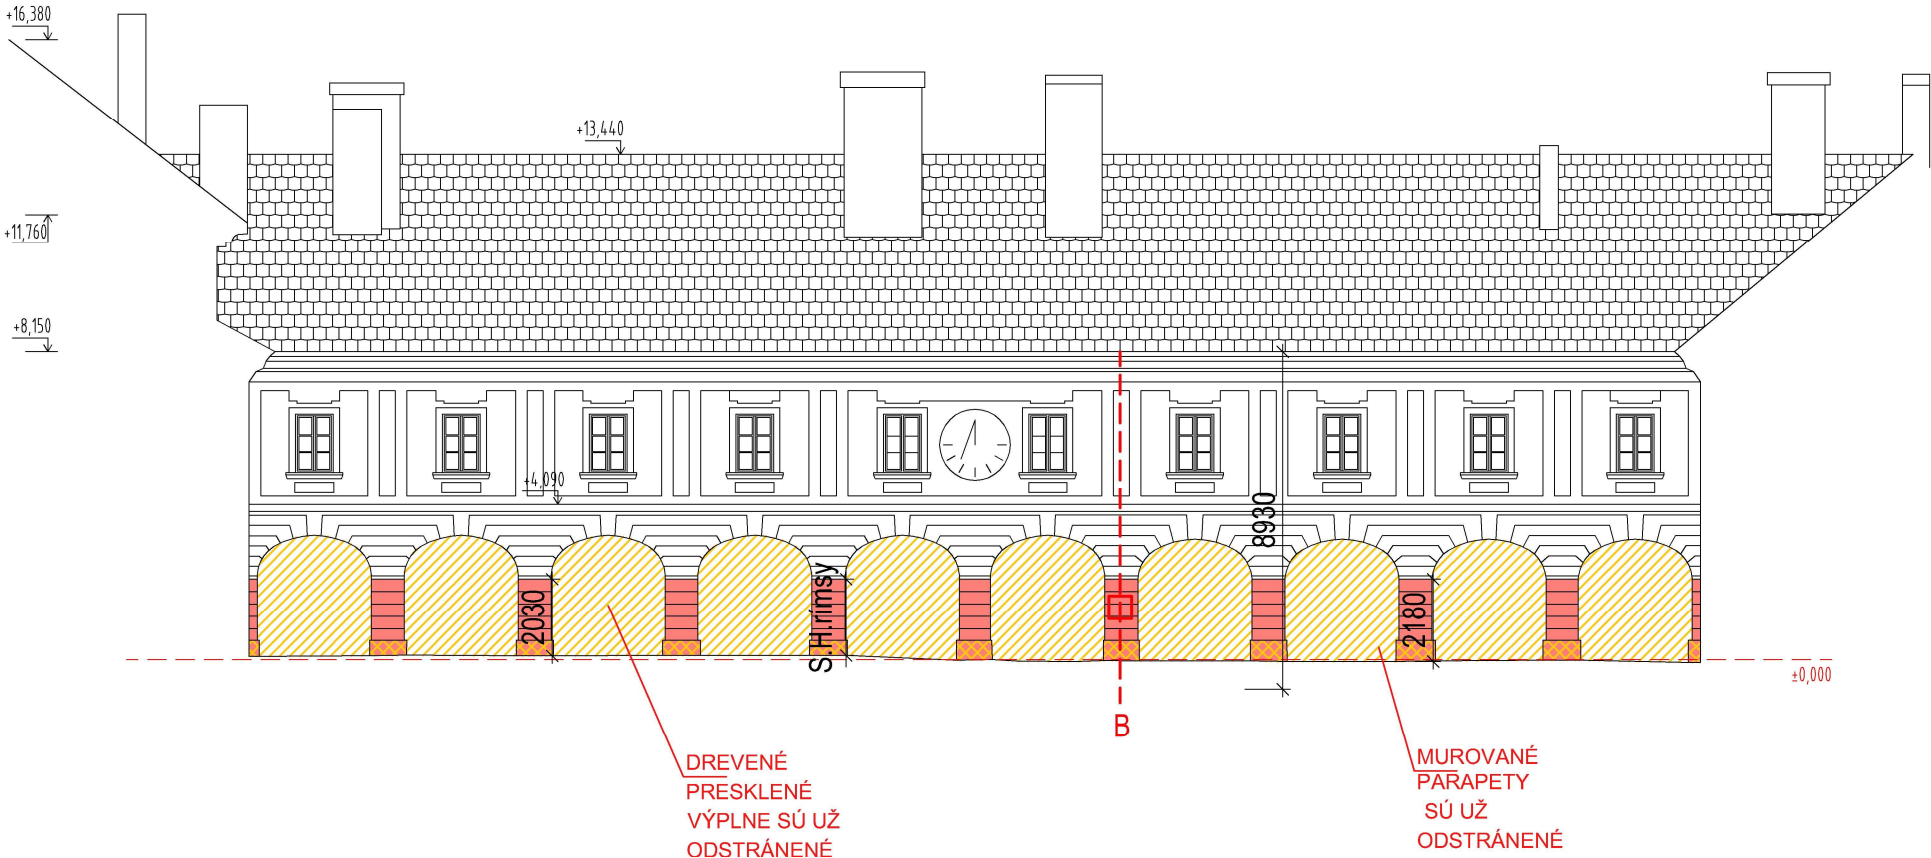 +16,380
+13,440
+11,760
+8,150
+4,090
8930
2030
S.H.rímsy
2180
±0,000
B
DREVENÉ
PRESKLENÉ
VÝPLNE SÚ UŽ
ODSTRÁNENÉ
MUROVANÉ
PARAPETY
SÚ UŽ
ODSTRÁNENÉ